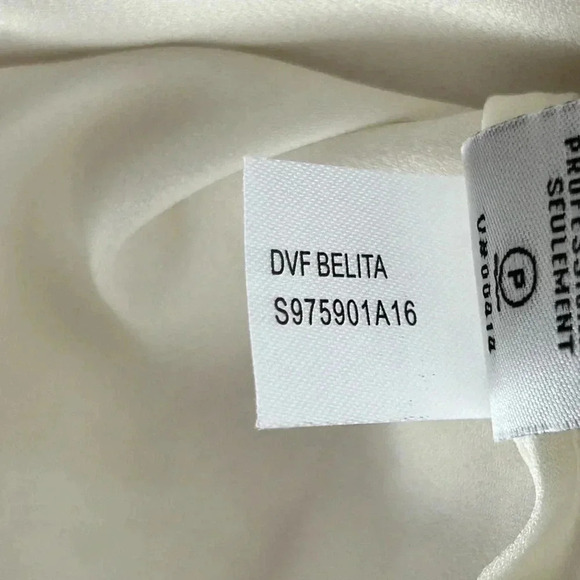 DVF BELITA
S975901A16
SEULEMENT
P